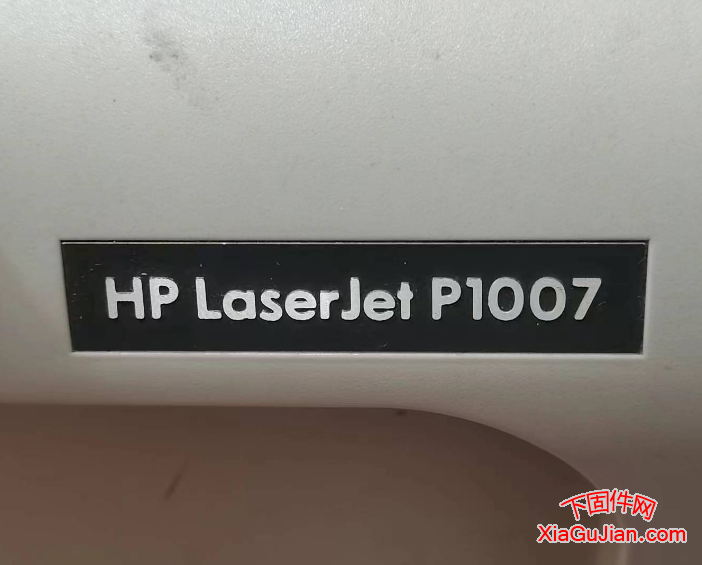 HP LaserJet P1007
下固件网
XiaGuJian.com